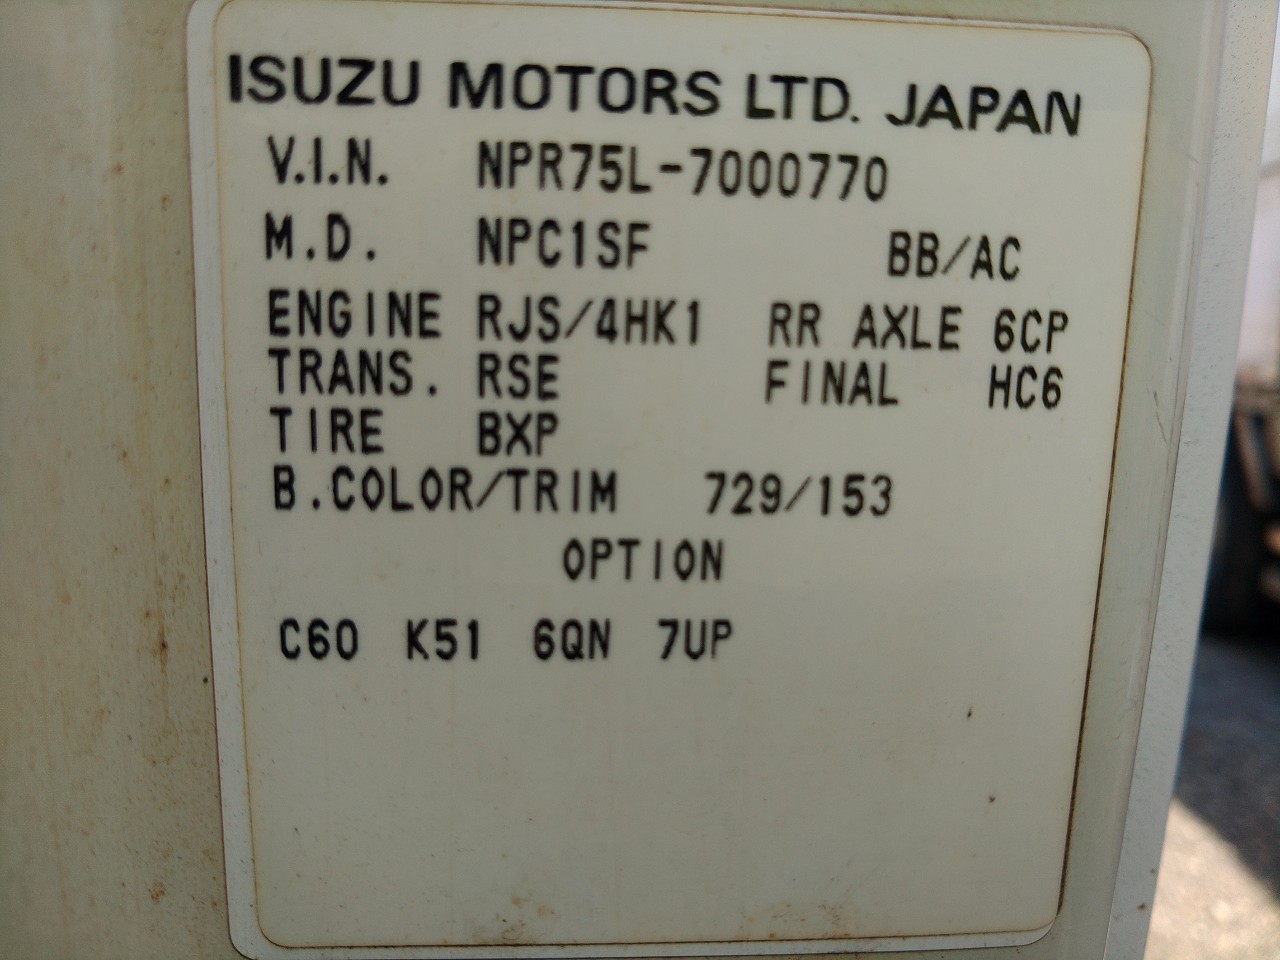 ISUZU MOTORS LTD. JAPAN
V.I.N. NPR75L-7000770
M.D. NPC1SF BB/AC
ENGINE RJS/4HK1 RR AXLE 6CP
TRANS. RSE FINAL HC6
TIRE BXP
B.COLOR/TRIM 729/153
OPTION
C60 K51 6QN 7UP